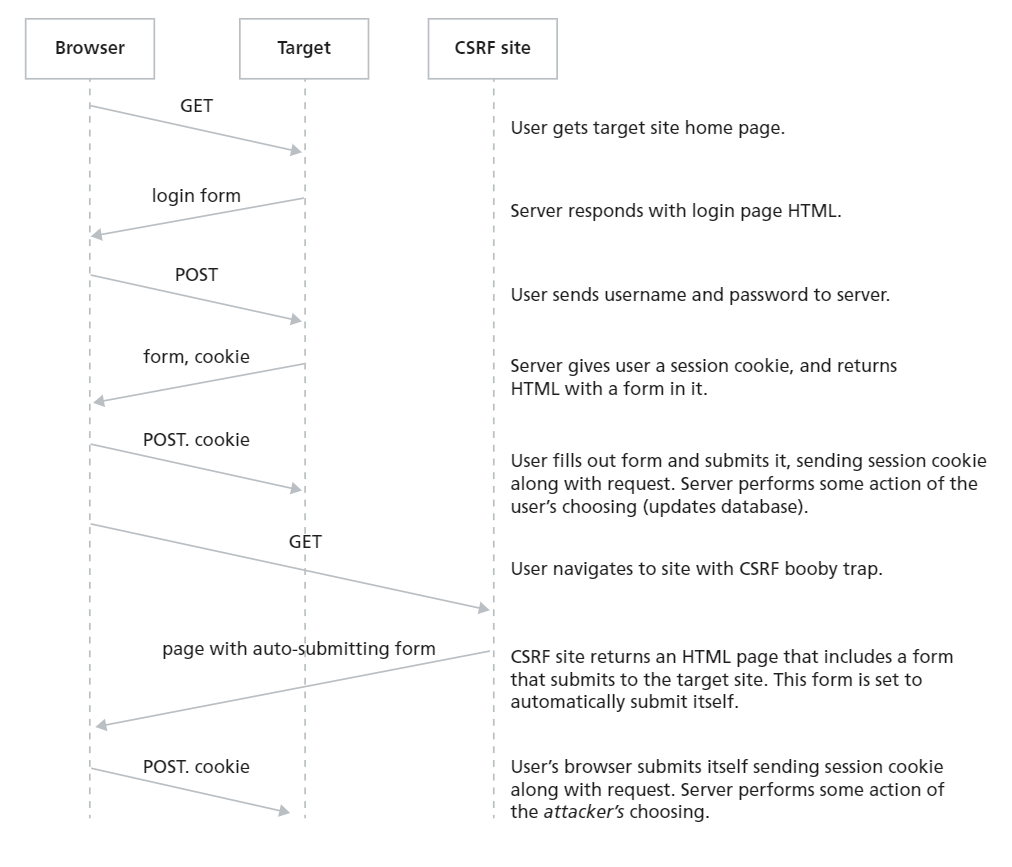 Browser
Target
CSRF site
GET
User gets target site home page.
login form
Server responds with login page HTML.
POST
User sends username and password to server.
form, cookie
Server gives user a session cookie, and returns
HTML with a form in it.
POST. cookie
User fills out form and submits it, sending session cookie
along with request. Server performs some action of the
user’s choosing (updates database).
GET
User navigates to site with CSRF booby trap.
page with auto-submitting form
CSRF site returns an HTML page that includes a form
that submits to the target site. This form is set to
automatically submit itself.
POST. cookie
User’s browser submits itself sending session cookie
along with request. Server performs some action of
the attacker’s choosing.